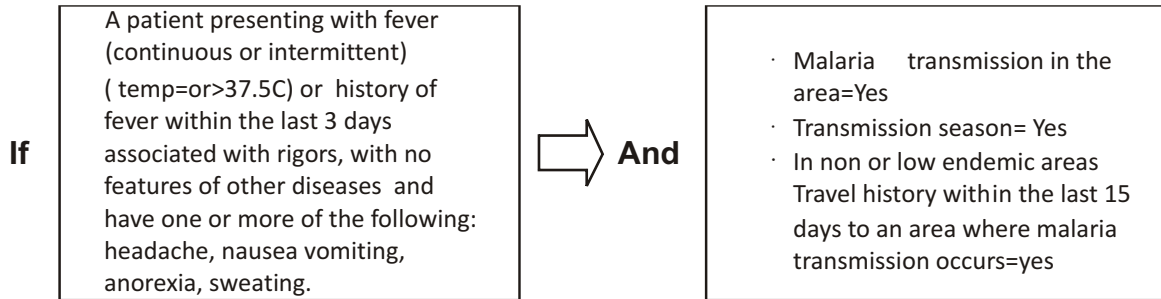 A patient presenting with fever
(continuous or intermittent)
( temp=or>37.5C) or history of
fever within the last 3 days
associated with rigors, with no
features of other diseases and
have one or more of the following:
headache, nausea vomiting,
anorexia, sweating.
If
And
· Malaria transmission in the
area=Yes
· Transmission season= Yes
· In non or low endemic areas
Travel history within the last 15
days to an area where malaria
transmission occurs=yes